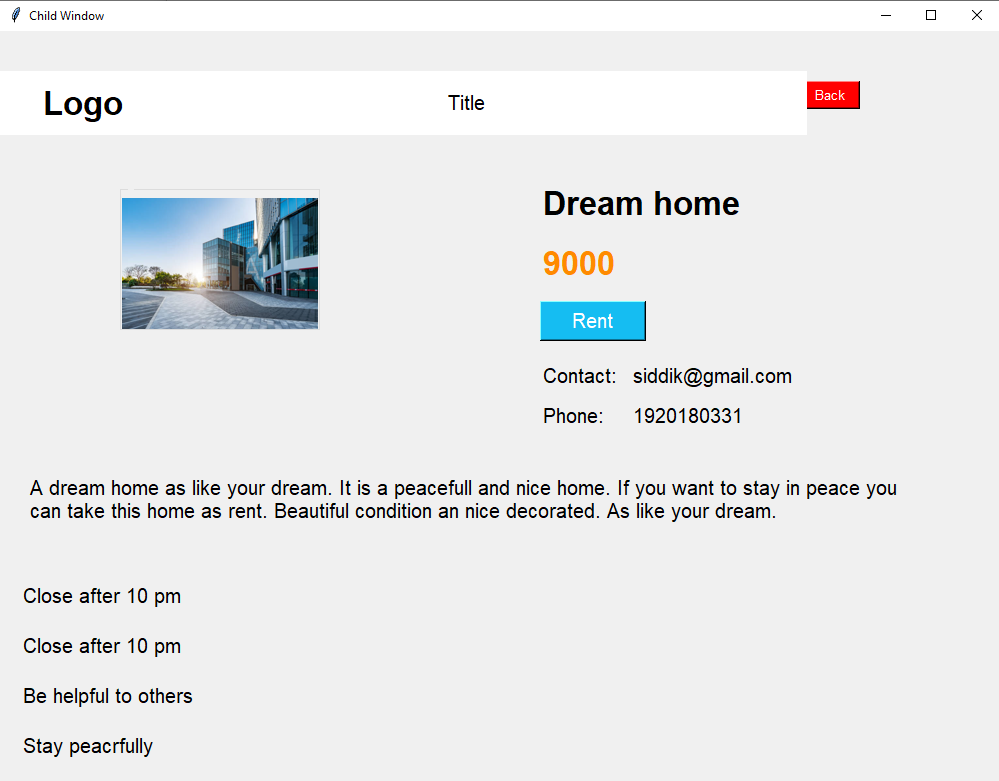 Child Window
Logo
Title
Back
Dream home
9000
Rent
Contact: siddik@gmail.com
Phone: 1920180331
A dream home as like your dream. It is a peacefull and nice home. If you want to stay in peace you
can take this home as rent. Beautiful condition an nice decorated. As like your dream.
Close after 10 pm
Close after 10 pm
Be helpful to others
Stay peacrfully